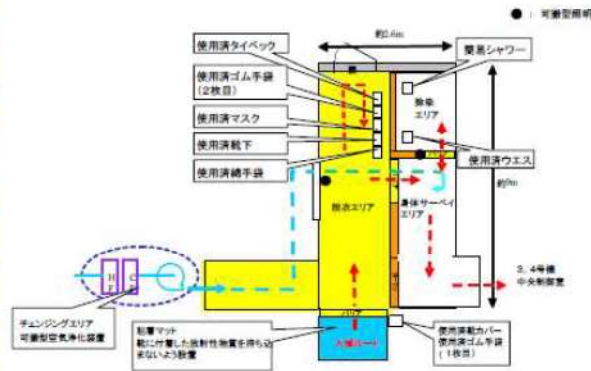 ● : 可搬型照明
約3.6m
使用済タイベック
使用済ゴム手袋
(2枚目)
使用済マスク
使用済靴下
使用済綿手袋
簡易シャワー
除染
エリア
使用済ウエス
約9m
脱衣エリア
身体サーベイ
エリア
3、4号機
中央制御室
チェンジングエリア
可搬型空気浄化装置
バリア
粘着マット
靴に付着した放射性物質を持ち込
まないよう設置
入域ルート
使用済靴カバー
使用済ゴム手袋
(1枚目)